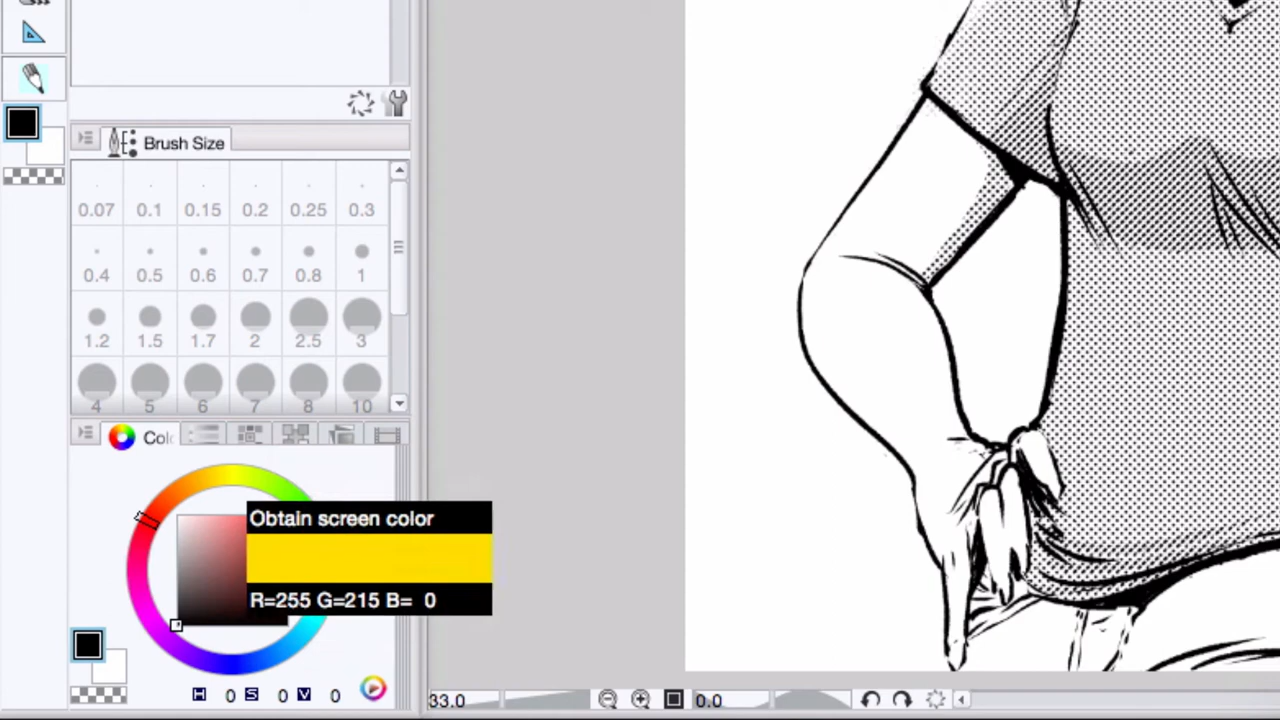 Brush Size
0.07 0.1 0.15 0.2 0.25 0.3
0.4 0.5 0.6 0.7 0.8 1
1.2 1.5 1.7 2 2.5 3
4 5 6 7 8 10
Col
Obtain screen color
R=255 G=215 B= 0
H 0 S 0 V 0
33.0
0.0